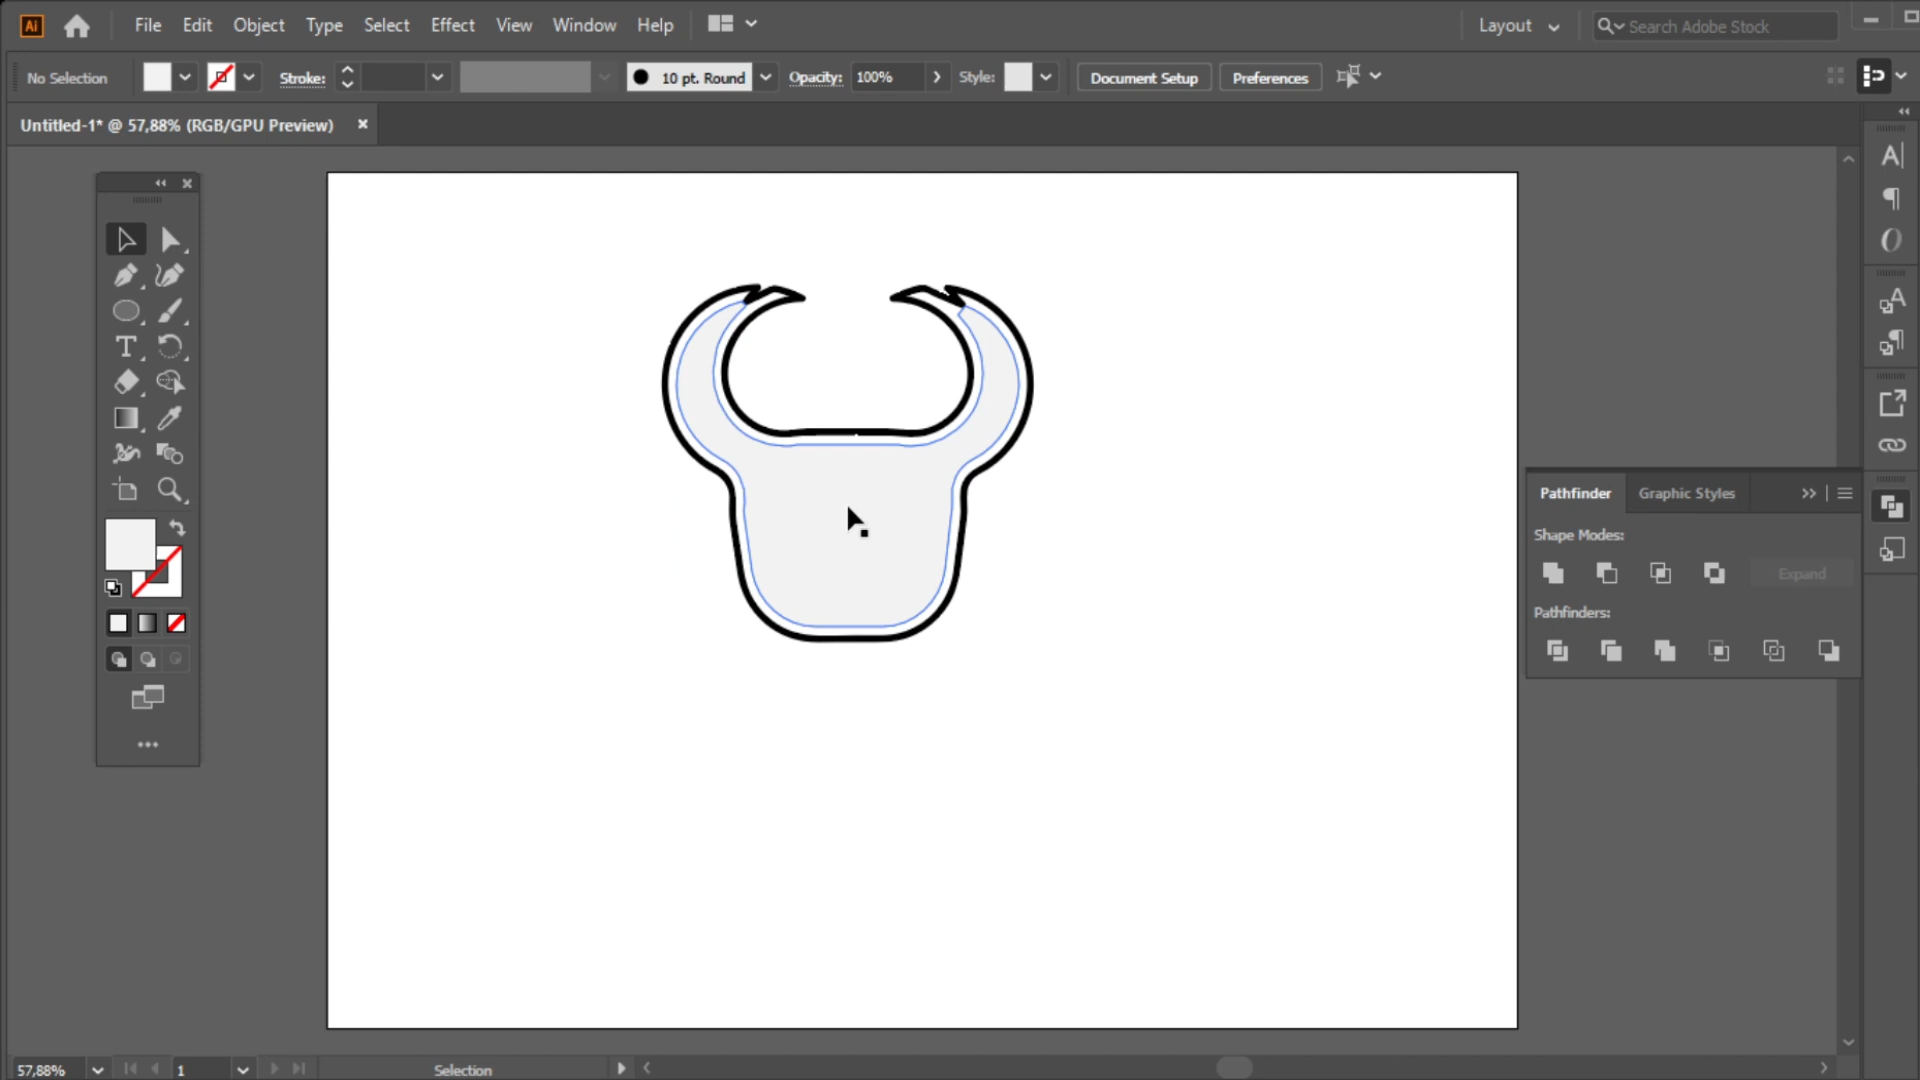 Ai File Edit Object Type Select Effect View Window Help Layout Search Adobe Stock
No Selection Stroke: 10 pt. Round Opacity: 100% Style: Document Setup Preferences
Untitled-1* @ 57,88% (RGB/GPU Preview)
Pathfinder Graphic Styles
Shape Modes:
Expand
Pathfinders:
57,88% 1 Selection